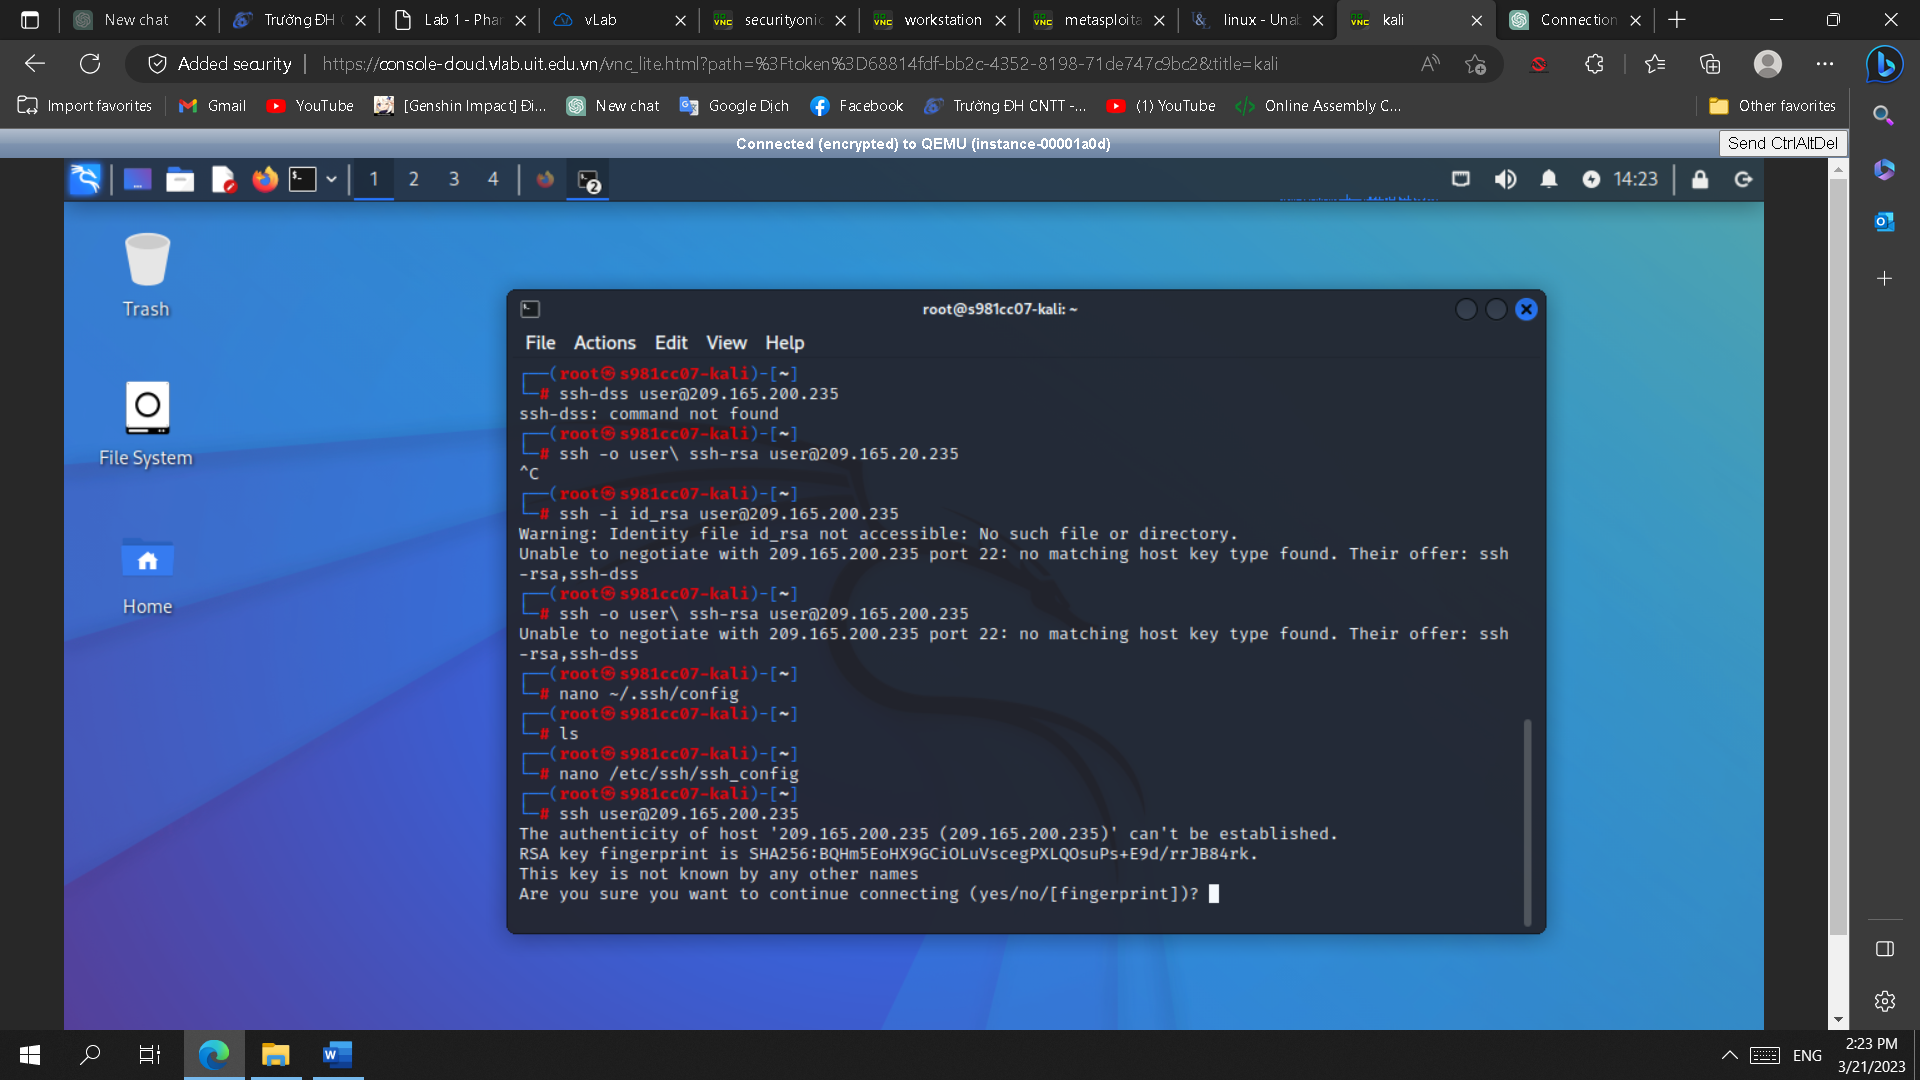 New chat
Trường ĐH C
Lab 1 - Phar
vLab
securityonio
workstation
metasploita
linux - Unab
kali
Connection
Added security
https://console-cloud.vlab.uit.edu.vn/vnc_lite.html?path=%3Ftoken%3D68814fdf-bb2c-4352-8198-71de747c9bc2&title=kali
Import favorites
Gmail
YouTube
[Genshin Impact] Đi...
New chat
Google Dịch
Facebook
Trường ĐH CNTT -...
(1) YouTube
Online Assembly C...
Other favorites
Connected (encrypted) to QEMU (instance-00001a0d)
Send CtrlAltDel
1 2 3 4
2
14:23
Trash
File System
Home
root@s981cc07-kali: ~
File Actions Edit View Help
┌──(root㉿s981cc07-kali)-[~]
└─# ssh-dss user@209.165.200.235
ssh-dss: command not found
┌──(root㉿s981cc07-kali)-[~]
└─# ssh -o user\ ssh-rsa user@209.165.20.235
^C
┌──(root㉿s981cc07-kali)-[~]
└─# ssh -i id_rsa user@209.165.200.235
Warning: Identity file id_rsa not accessible: No such file or directory.
Unable to negotiate with 209.165.200.235 port 22: no matching host key type found. Their offer: ssh
-rsa,ssh-dss
┌──(root㉿s981cc07-kali)-[~]
└─# ssh -o user\ ssh-rsa user@209.165.200.235
Unable to negotiate with 209.165.200.235 port 22: no matching host key type found. Their offer: ssh
-rsa,ssh-dss
┌──(root㉿s981cc07-kali)-[~]
└─# nano ~/.ssh/config
┌──(root㉿s981cc07-kali)-[~]
└─# ls
┌──(root㉿s981cc07-kali)-[~]
└─# nano /etc/ssh/ssh_config
┌──(root㉿s981cc07-kali)-[~]
└─# ssh user@209.165.200.235
The authenticity of host '209.165.200.235 (209.165.200.235)' can't be established.
RSA key fingerprint is SHA256:BQHm5EoHX9GCiOLuVscegPXLQOsuPs+E9d/rrJB84rk.
This key is not known by any other names
Are you sure you want to continue connecting (yes/no/[fingerprint])?
ENG
2:23 PM
3/21/2023